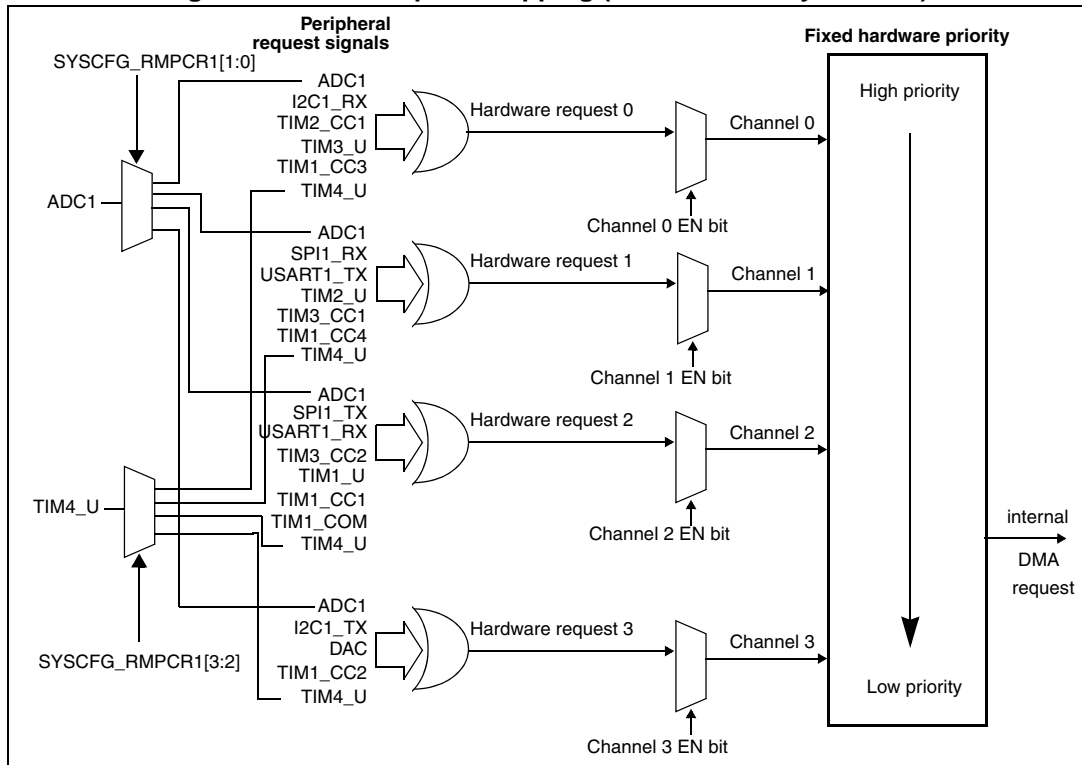 Peripheral
request signals
Fixed hardware priority
SYSCFG_RMPCR1[1:0]
ADC1
ADC1
I2C1_RX
TIM2_CC1
TIM3_U
TIM1_CC3
TIM4_U
Hardware request 0
Channel 0
Channel 0 EN bit
High priority
ADC1
SPI1_RX
USART1_TX
TIM2_U
TIM3_CC1
TIM1_CC4
TIM4_U
Hardware request 1
Channel 1
Channel 1 EN bit
ADC1
SPI1_TX
USART1_RX
TIM3_CC2
TIM1_U
TIM1_CC1
TIM1_COM
TIM4_U
Hardware request 2
Channel 2
Channel 2 EN bit
TIM4_U
SYSCFG_RMPCR1[3:2]
internal
DMA
request
ADC1
I2C1_TX
DAC
TIM1_CC2
TIM4_U
Hardware request 3
Channel 3
Channel 3 EN bit
Low priority